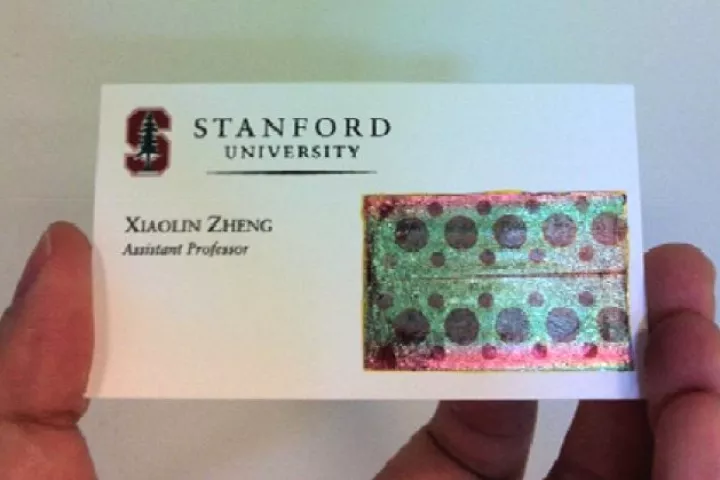 STANFORD
UNIVERSITY
XIAOLIN ZHENG
Assistant Professor